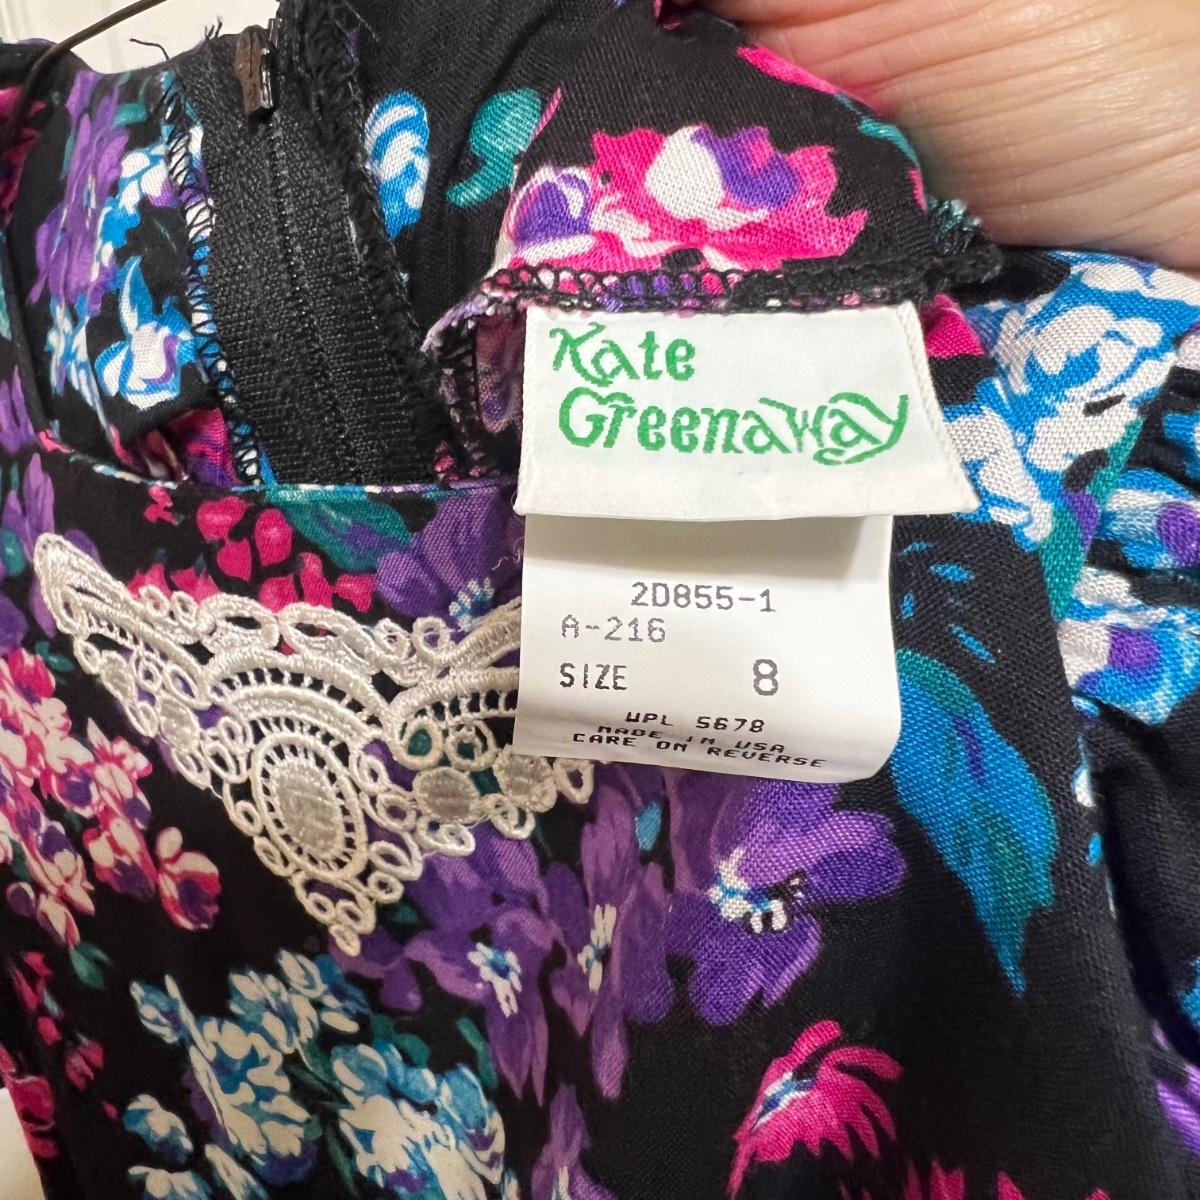 Kate
Greenaway
2D855-1
A-216
SIZE 8
WPL 5678
MADE IN USA
CARE ON REVERSE